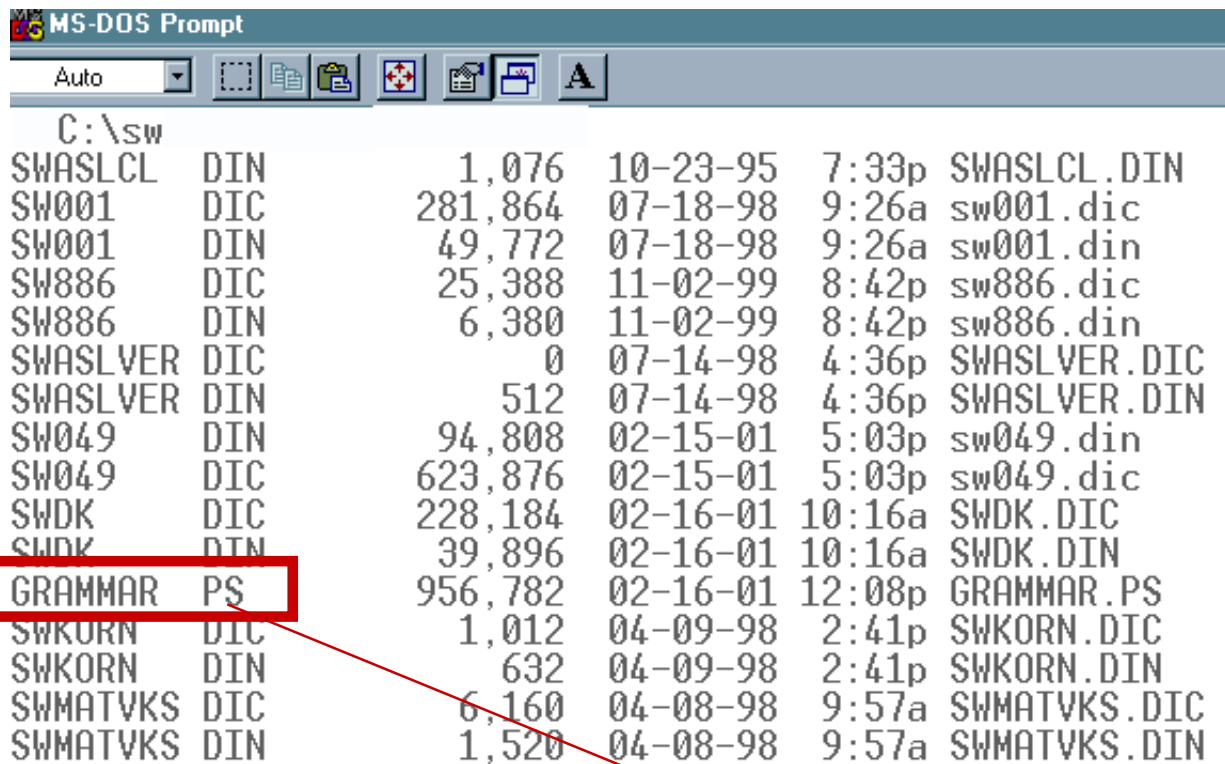 MS-DOS Prompt
Auto
A
C:\sw
SWASLCL DIN 1,076 10-23-95 7:33p SWASLCL.DIN
SW001 DIC 281,864 07-18-98 9:26a sw001.dic
SW001 DIN 49,772 07-18-98 9:26a sw001.din
SW886 DIC 25,388 11-02-99 8:42p sw886.dic
SW886 DIN 6,380 11-02-99 8:42p sw886.din
SWASLVER DIC 0 07-14-98 4:36p SWASLVER.DIC
SWASLVER DIN 512 07-14-98 4:36p SWASLVER.DIN
SW049 DIN 94,808 02-15-01 5:03p sw049.din
SW049 DIC 623,876 02-15-01 5:03p sw049.dic
SWDK DIC 228,184 02-16-01 10:16a SWDK.DIC
SWDK DIN 39,896 02-16-01 10:16a SWDK.DIN
GRAMMAR PS 956,782 02-16-01 12:08p GRAMMAR.PS
SWKORN DIC 1,012 04-09-98 2:41p SWKORN.DIC
SWKORN DIN 632 04-09-98 2:41p SWKORN.DIN
SWMATVKS DIC 6,160 04-08-98 9:57a SWMATVKS.DIC
SWMATVKS DIN 1,520 04-08-98 9:57a SWMATVKS.DIN